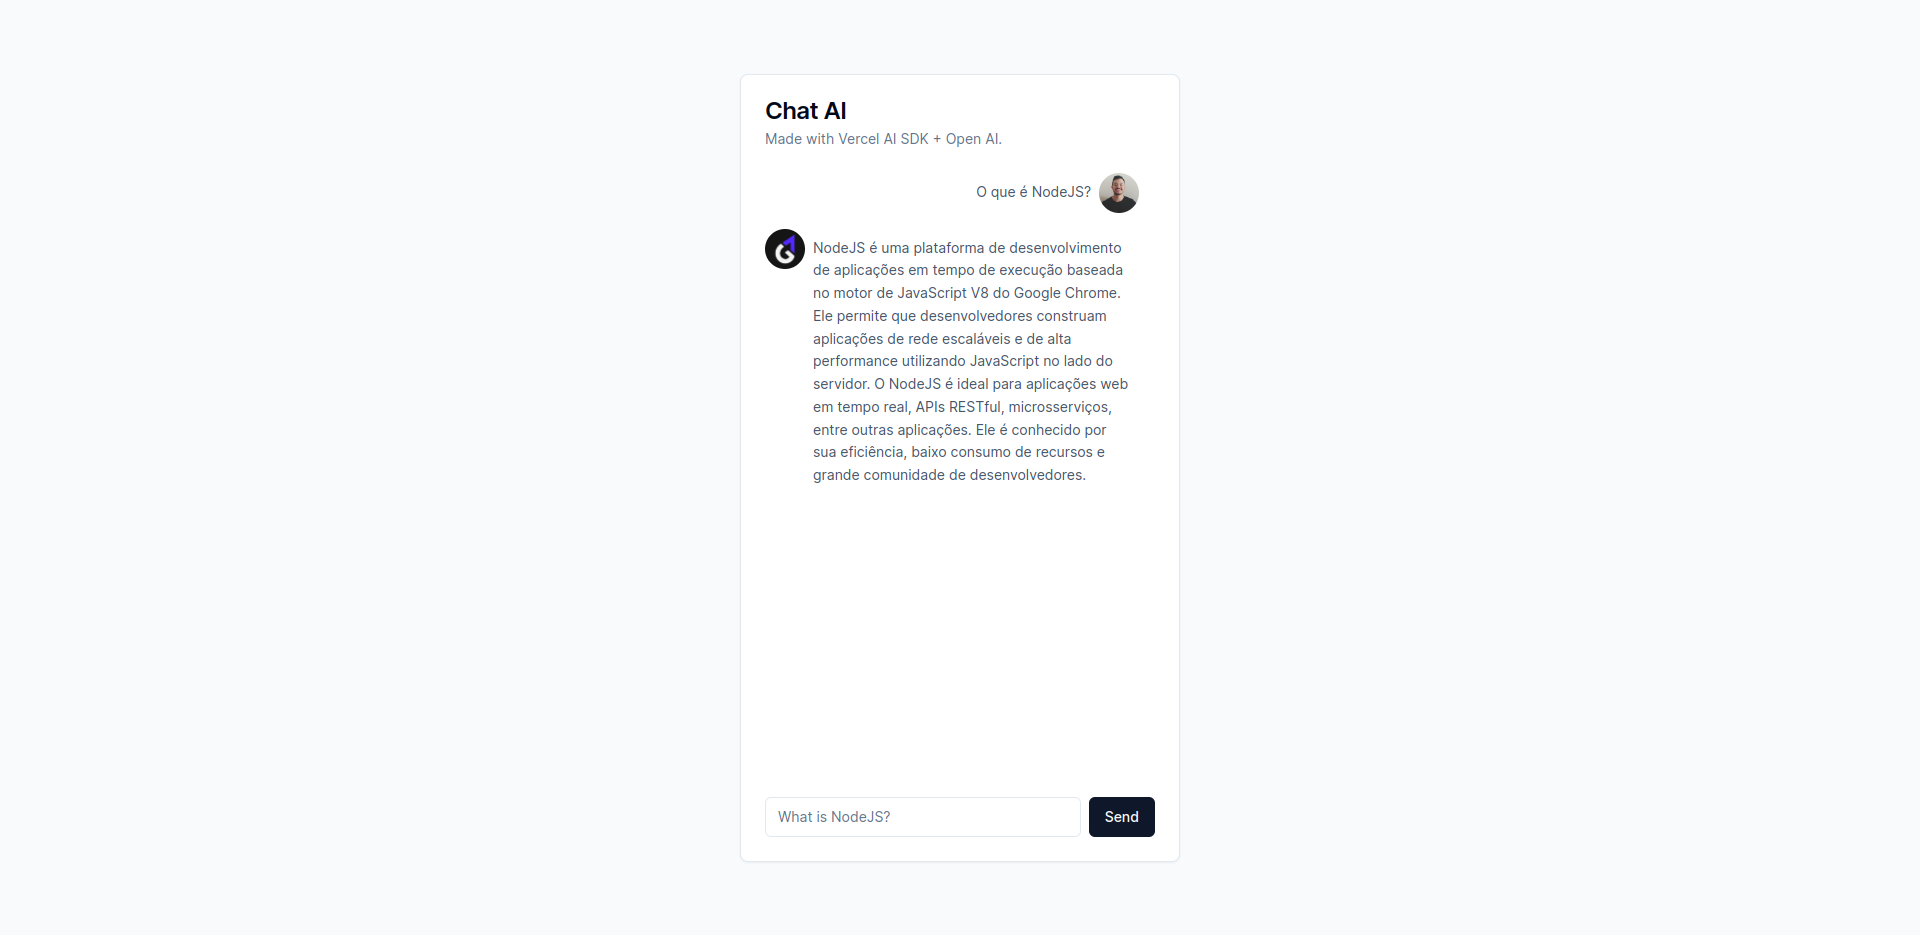 Chat AI
Made with Vercel AI SDK + Open AI.
O que é NodeJS?
NodeJS é uma plataforma de desenvolvimento
de aplicações em tempo de execução baseada
no motor de JavaScript V8 do Google Chrome.
Ele permite que desenvolvedores construam
aplicações de rede escaláveis e de alta
performance utilizando JavaScript no lado do
servidor. O NodeJS é ideal para aplicações web
em tempo real, APIs RESTful, microsserviços,
entre outras aplicações. Ele é conhecido por
sua eficiência, baixo consumo de recursos e
grande comunidade de desenvolvedores.
What is NodeJS?
Send